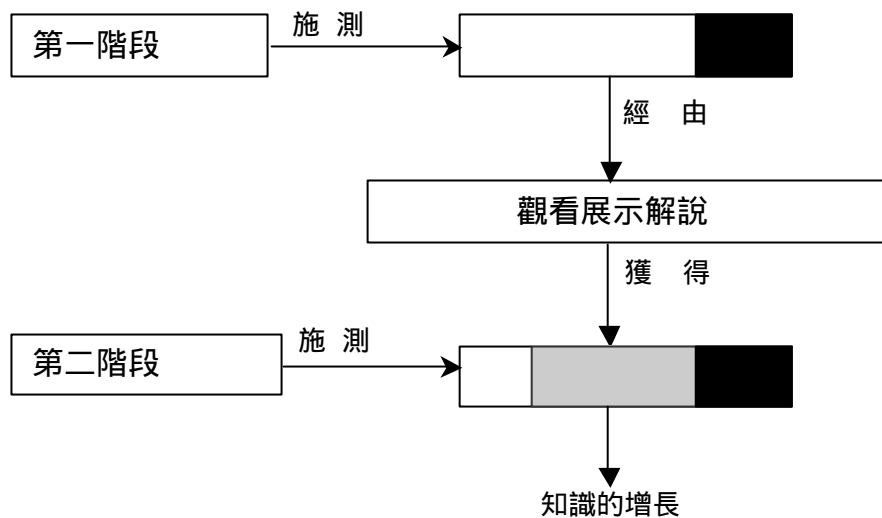 施 測
第一階段
經 由
觀看展示解說
獲 得
施 測
第二階段
知識的增長